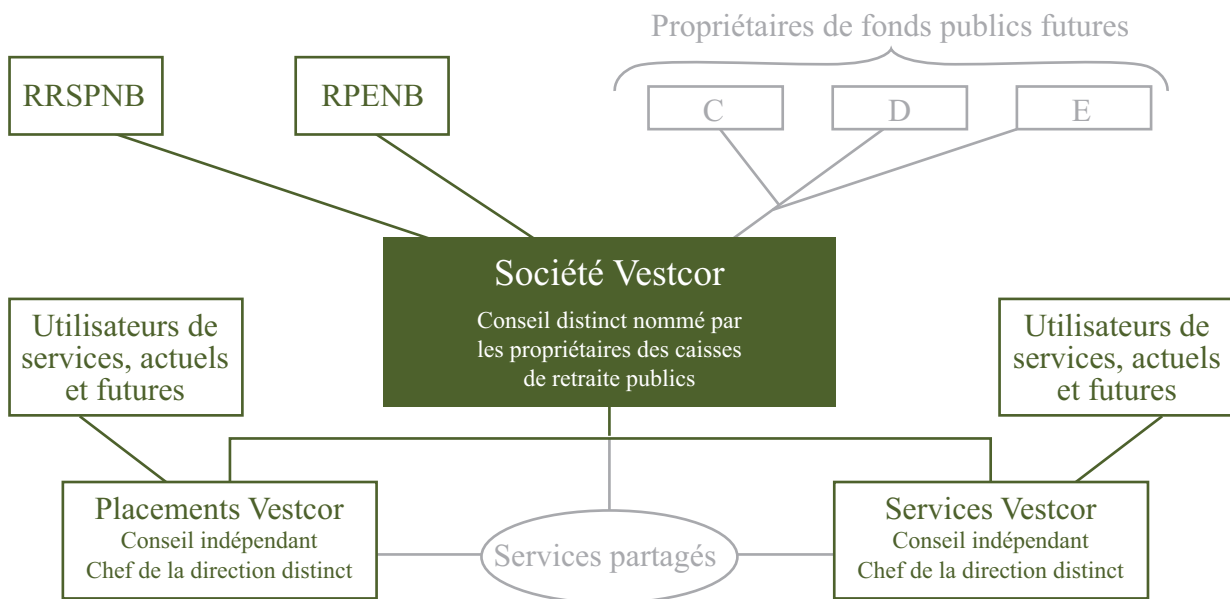 Propriétaires de fonds publics futures
RRSPNB
RPENB
C
D
E
Société Vestcor
Conseil distinct nommé par
les propriétaires des caisses
de retraite publics
Utilisateurs de
services, actuels
et futures
Utilisateurs de
services, actuels
et futures
Placements Vestcor
Conseil indépendant
Chef de la direction distinct
Services partagés
Services Vestcor
Conseil indépendant
Chef de la direction distinct